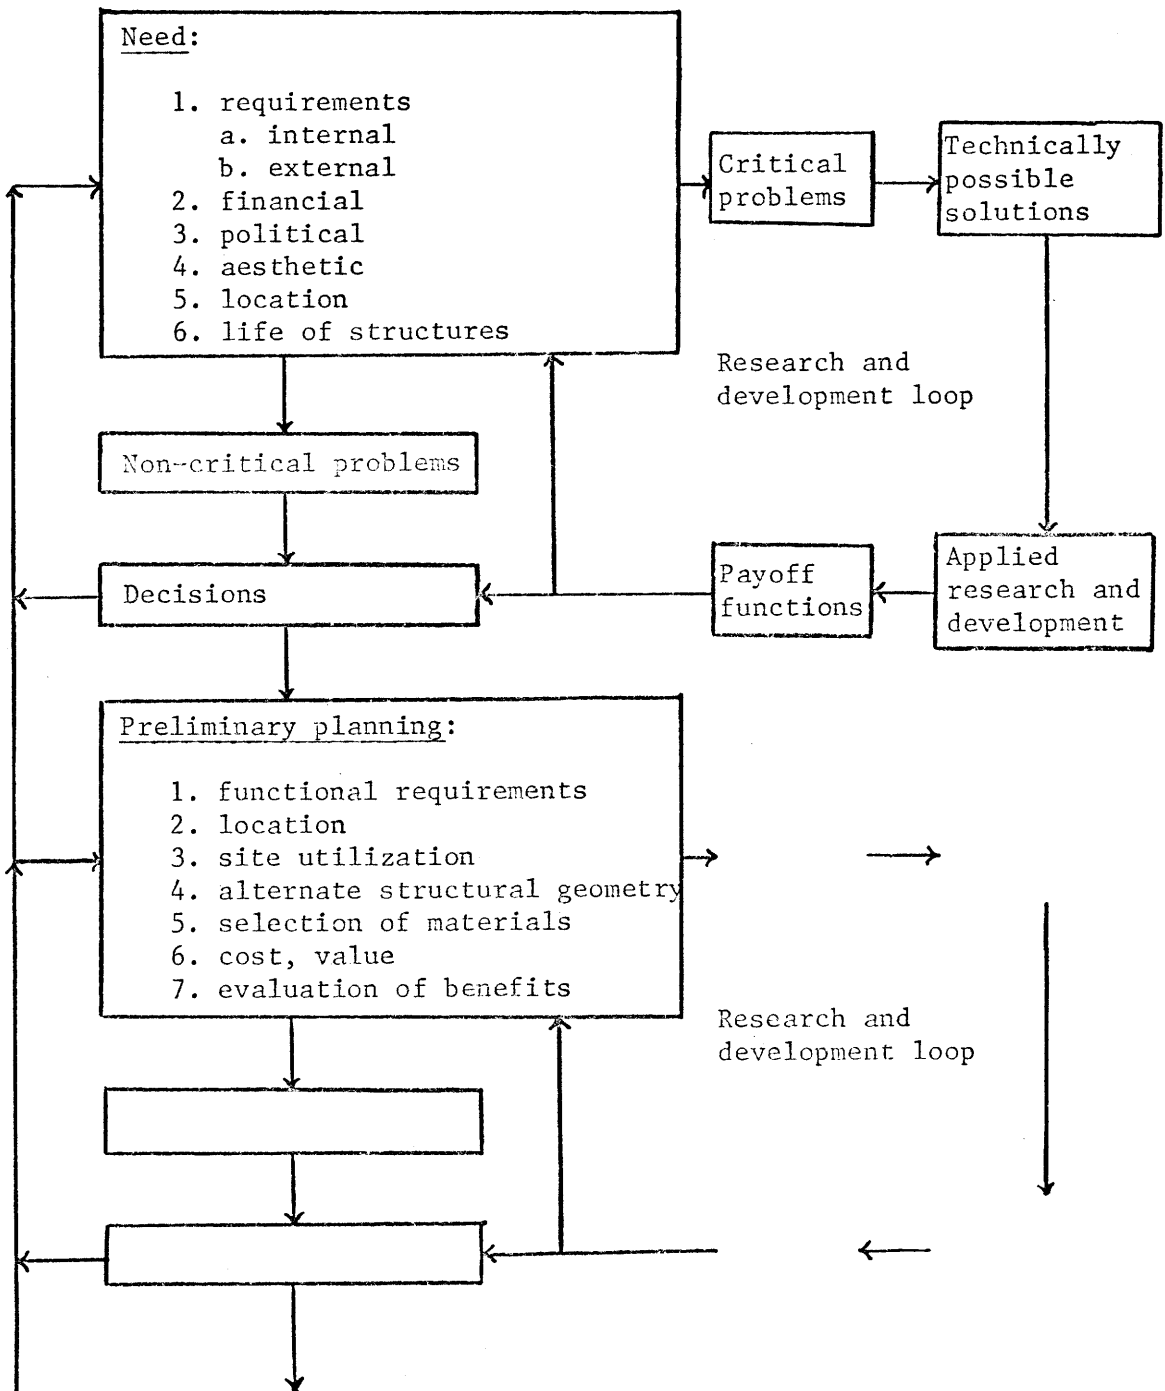 Need:
1. requirements
a. internal
b. external
2. financial
3. political
4. aesthetic
5. location
6. life of structures
Critical
problems
Technically
possible
solutions
Research and
development loop
Non-critical problems
Decisions
Payoff
functions
Applied
research and
development
Preliminary planning:
1. functional requirements
2. location
3. site utilization
4. alternate structural geometry
5. selection of materials
6. cost, value
7. evaluation of benefits
Research and
development loop